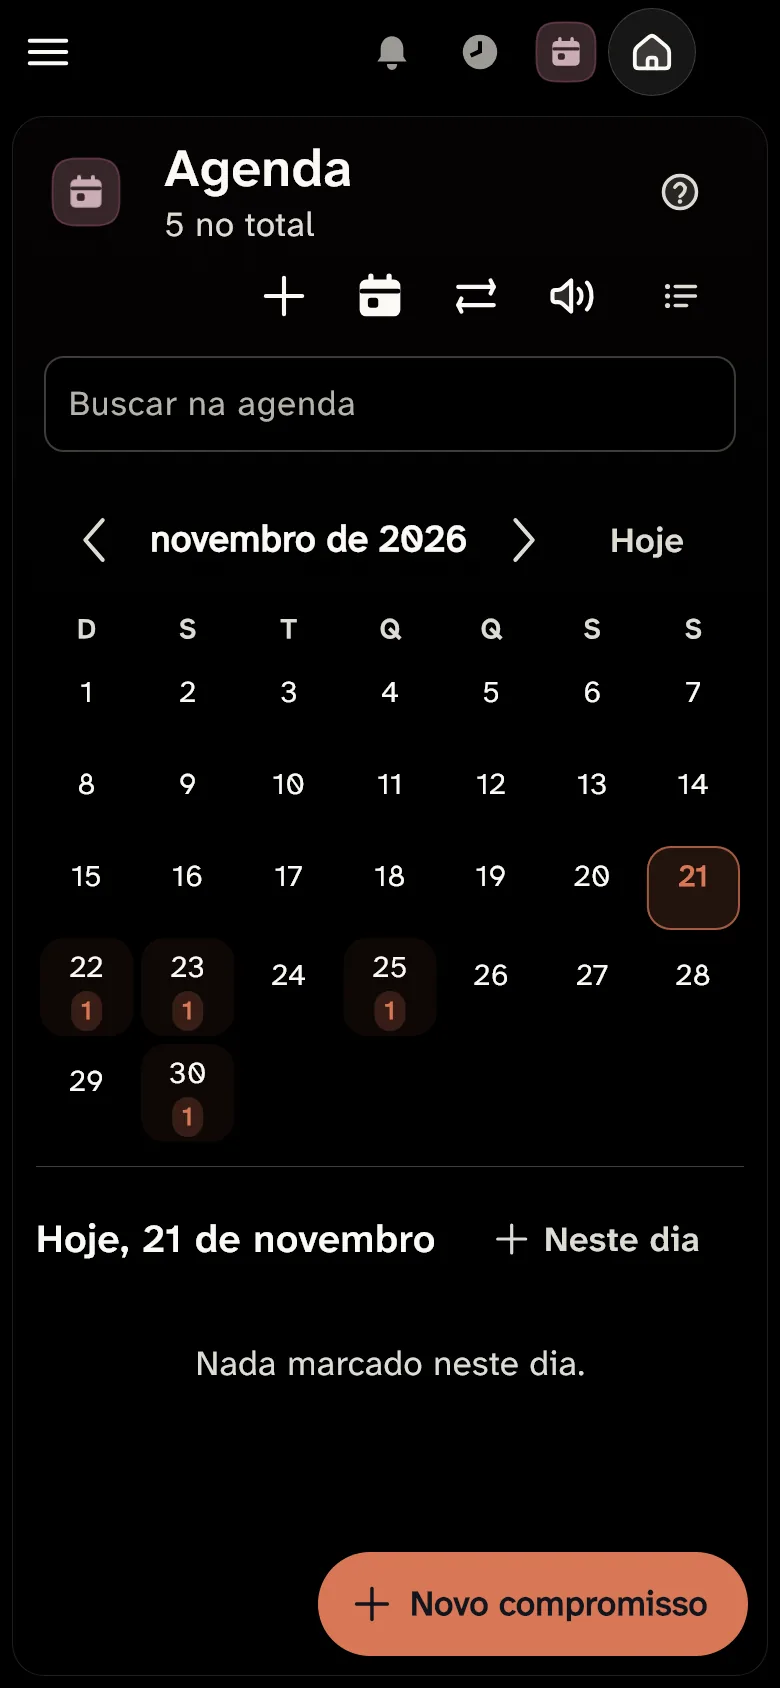 Agenda
5 no total
Buscar na agenda
novembro de 2026
Hoje
D S T Q Q S S
1 2 3 4 5 6 7
8 9 10 11 12 13 14
15 16 17 18 19 20 21
22 23 24 25 26 27 28
1 1 1
29 30
1
Hoje, 21 de novembro
Neste dia
Nada marcado neste dia.
Novo compromisso